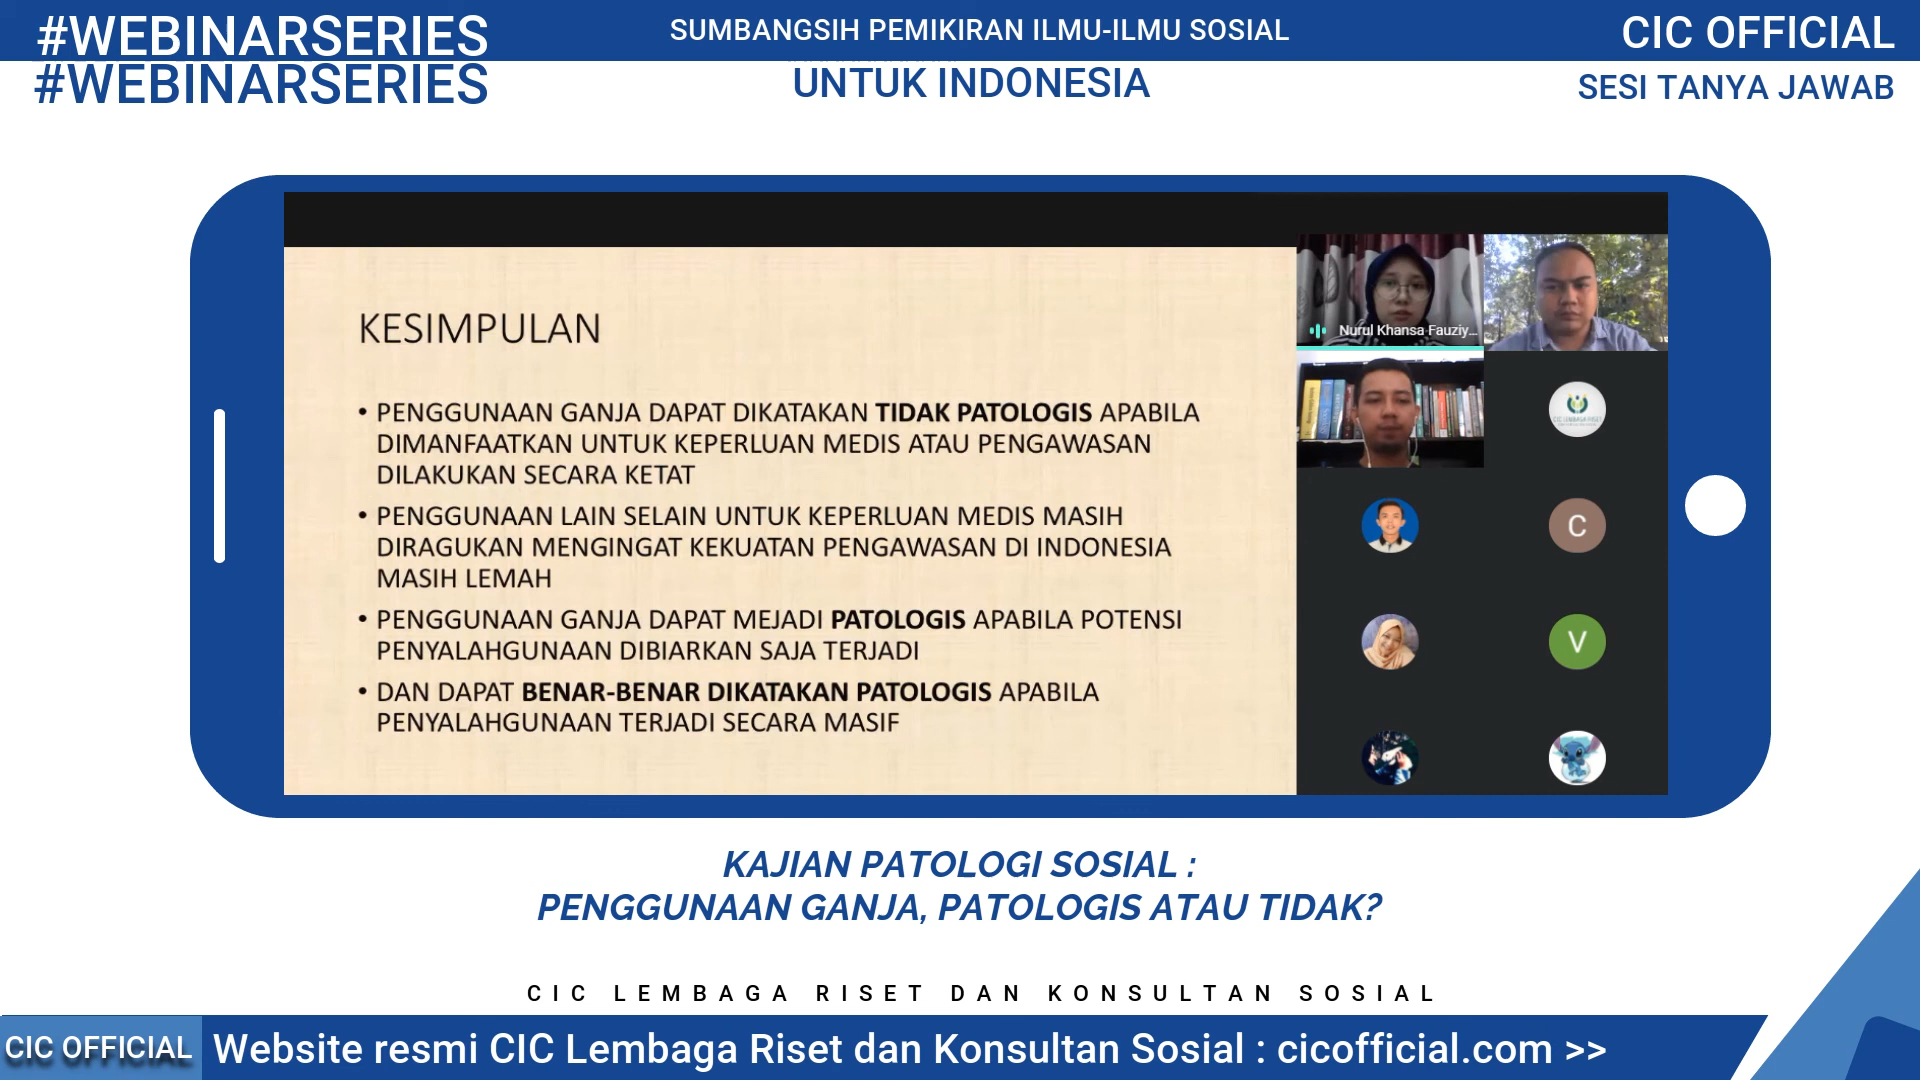 #WEBINARSERIES
#WEBINARSERIES
SUMBANGSIH PEMIKIRAN ILMU-ILMU SOSIAL
UNTUK INDONESIA
CIC OFFICIAL
SESI TANYA JAWAB
KESIMPULAN
• PENGGUNAAN GANJA DAPAT DIKATAKAN TIDAK PATOLOGIS APABILA
DIMANFAATKAN UNTUK KEPERLUAN MEDIS ATAU PENGAWASAN
DILAKUKAN SECARA KETAT
• PENGGUNAAN LAIN SELAIN UNTUK KEPERLUAN MEDIS MASIH
DIRAGUKAN MENGINGAT KEKUATAN PENGAWASAN DI INDONESIA
MASIH LEMAH
• PENGGUNAAN GANJA DAPAT MEJADI PATOLOGIS APABILA POTENSI
PENYALAHGUNAAN DIBIARKAN SAJA TERJADI
• DAN DAPAT BENAR-BENAR DIKATAKAN PATOLOGIS APABILA
PENYALAHGUNAAN TERJADI SECARA MASIF
Nurul Khansa Fauziy...
CIC LEMBAGA RISET
C
V
KAJIAN PATOLOGI SOSIAL :
PENGGUNAAN GANJA, PATOLOGIS ATAU TIDAK?
CIC LEMBAGA RISET DAN KONSULTAN SOSIAL
CIC OFFICIAL
Website resmi CIC Lembaga Riset dan Konsultan Sosial : cicofficial.com >>